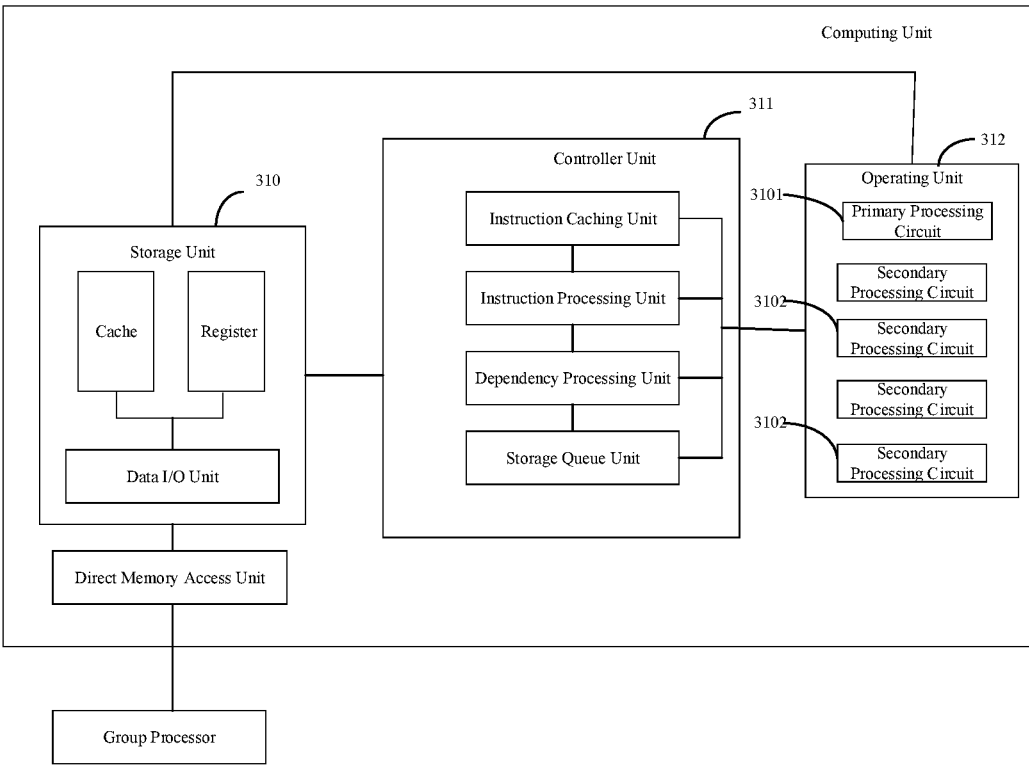 Computing Unit
311
Controller Unit
312
Operating Unit
310
Storage Unit
3101
Primary Processing
Circuit
Instruction Caching Unit
Secondary
Processing Circuit
Cache
Register
Instruction Processing Unit
3102
Secondary
Processing Circuit
Dependency Processing Unit
Secondary
Processing Circuit
3102
Storage Queue Unit
Secondary
Processing Circuit
Data I/O Unit
Direct Memory Access Unit
Group Processor